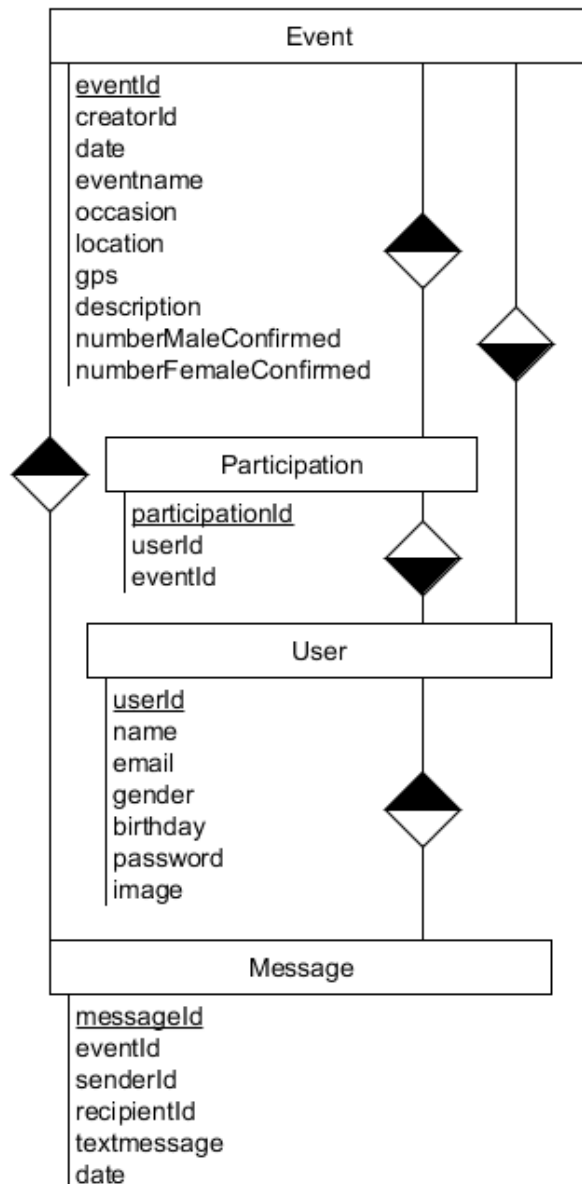 Event
eventId
creatorId
date
eventname
occasion
location
gps
description
numberMaleConfirmed
numberFemaleConfirmed
Participation
participationId
userId
eventId
User
userId
name
email
gender
birthday
password
image
Message
messageId
eventId
senderId
recipientId
textmessage
date